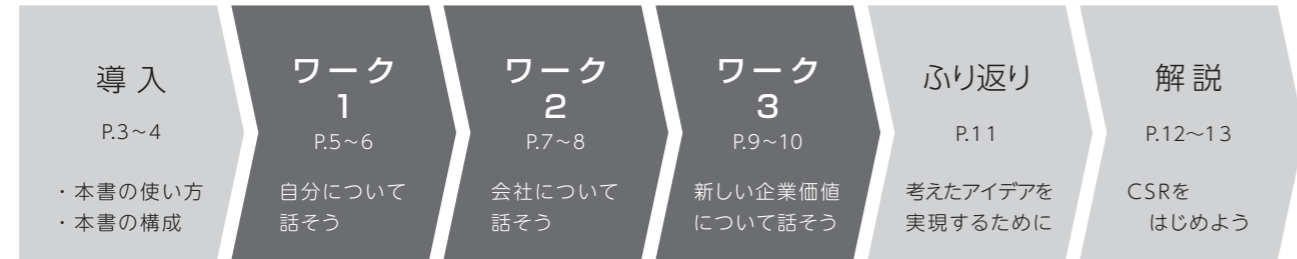 導入
P.3~4
・本書の使い方
・本書の構成
ワーク
1
P.5~6
自分について
話そう
ワーク
2
P.7~8
会社について
話そう
ワーク
3
P.9~10
新しい企業価値
について話そう
ふり返り
P.11
考えたアイデアを
実現するために
解説
P.12~13
CSRを
はじめよう